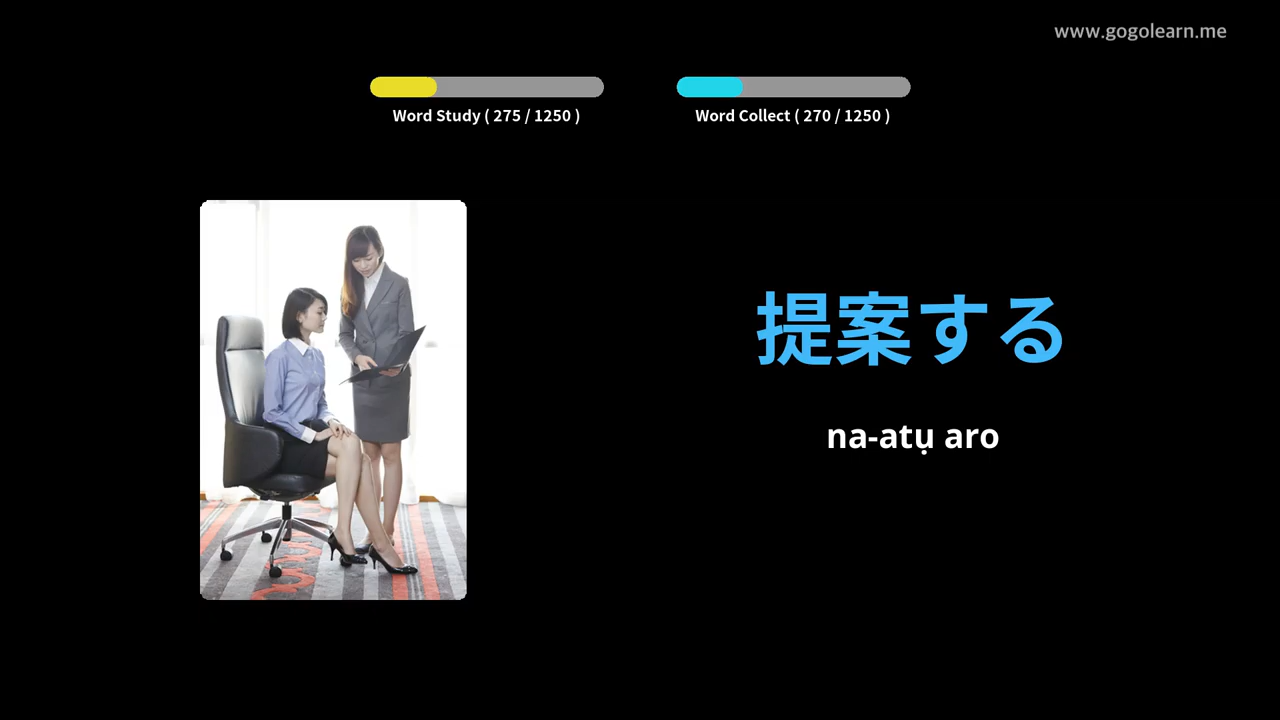 www.gogolearn.me
Word Study ( 275 / 1250 )
Word Collect ( 270 / 1250 )
提案する
na-atụ aro